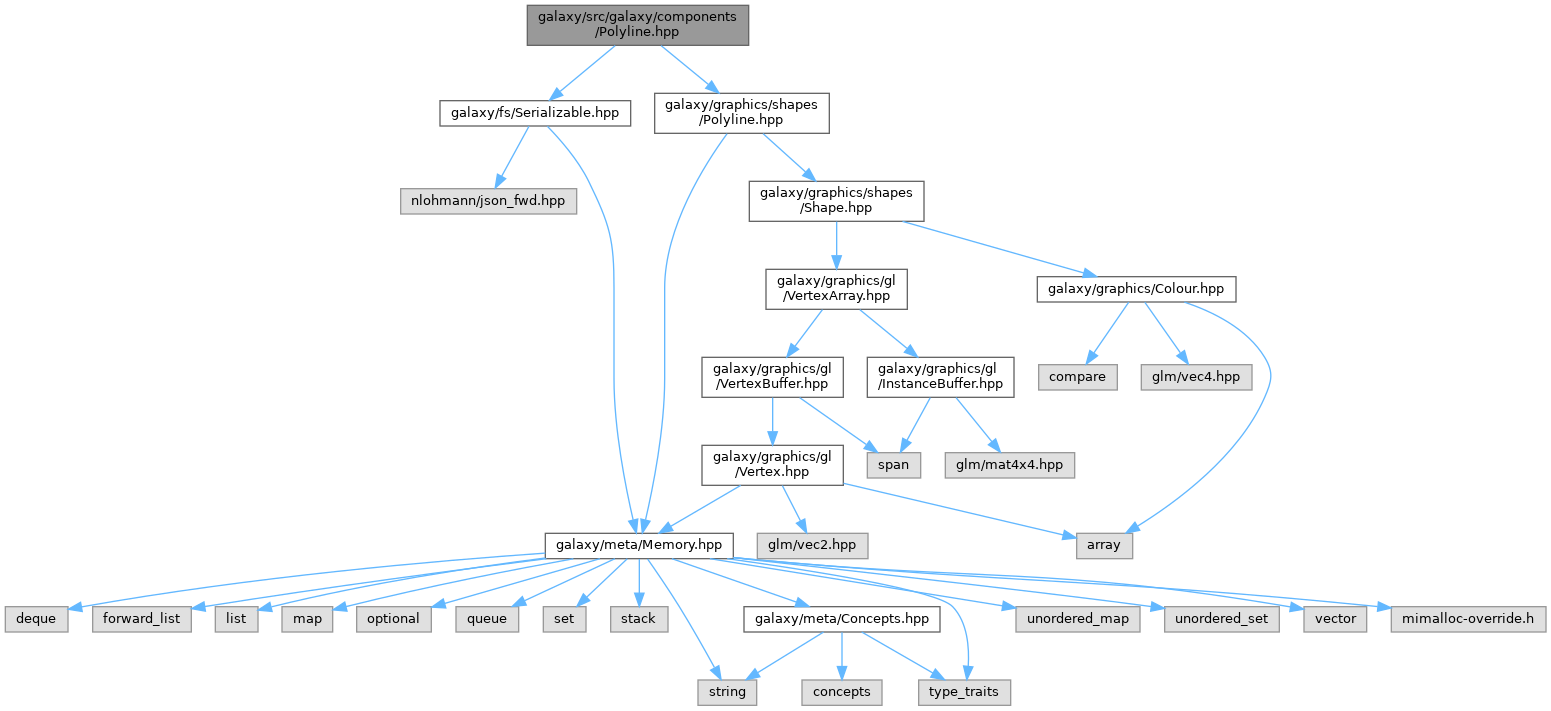 galaxy/src/galaxy/components
/Polyline.hpp
galaxy/fs/Serializable.hpp
galaxy/graphics/shapes
/Polyline.hpp
nlohmann/json_fwd.hpp
galaxy/graphics/shapes
/Shape.hpp
galaxy/graphics/gl
/VertexArray.hpp
galaxy/graphics/Colour.hpp
galaxy/graphics/gl
/VertexBuffer.hpp
galaxy/graphics/gl
/InstanceBuffer.hpp
compare
glm/vec4.hpp
galaxy/graphics/gl
/Vertex.hpp
span
glm/mat4x4.hpp
galaxy/meta/Memory.hpp
glm/vec2.hpp
array
deque
forward_list
list
map
optional
queue
set
stack
galaxy/meta/Concepts.hpp
unordered_map
unordered_set
vector
mimalloc-override.h
string
concepts
type_traits